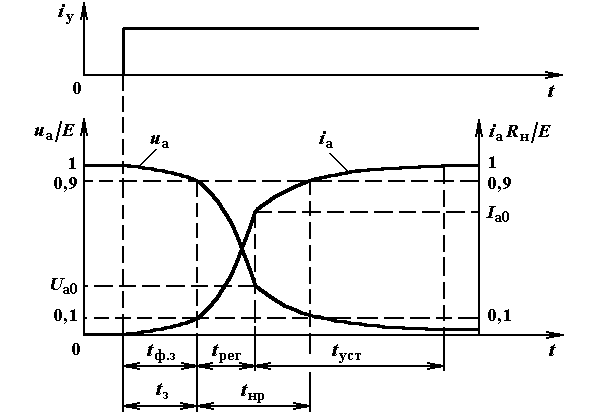 iу
0
t
uа/E
iаRн/E
uа
iа
1
1
0,9
0,9
Iа0
Uа0
0,1
0,1
0
t
tф.з
tрег
tуст
tз
tнр